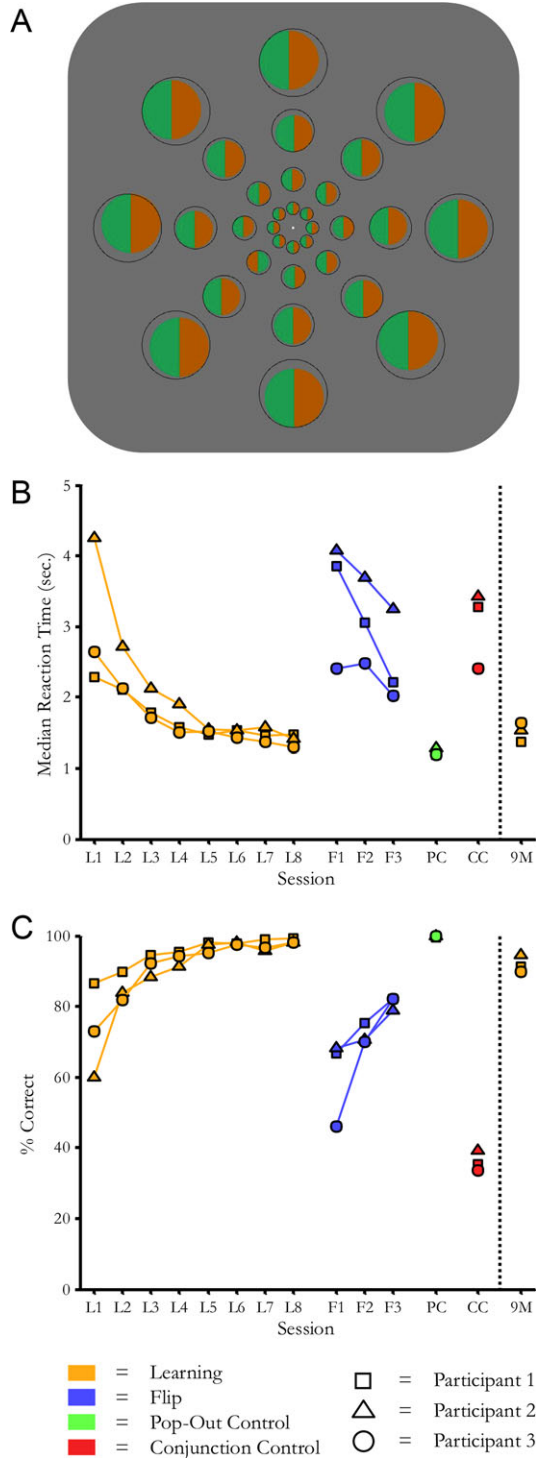 A
B
5
4
3
2
1
0
Median Reaction Time (sec.)
L1 L2 L3 L4 L5 L6 L7 L8 F1 F2 F3 PC CC 9M
Session
C
100
80
60
40
20
0
% Correct
L1 L2 L3 L4 L5 L6 L7 L8 F1 F2 F3 PC CC 9M
Session
= Learning
= Flip
= Pop-Out Control
= Conjunction Control
= Participant 1
= Participant 2
= Participant 3